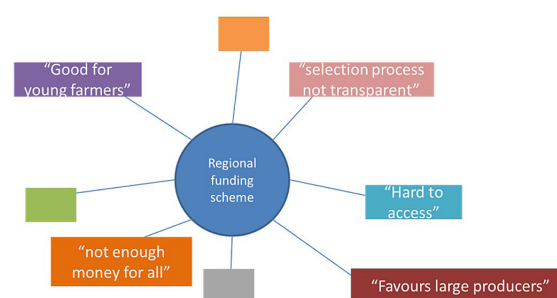 “Good for
young farmers”
“selection process
not transparent”
Regional
funding
scheme
“Hard to
access”
“not enough
money for all”
“Favours large producers”